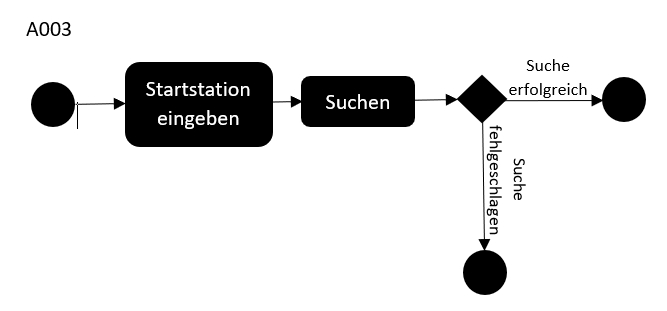 A003
Startstation
eingeben
Suchen
Suche
erfolgreich
Suche
fehlgeschlagen